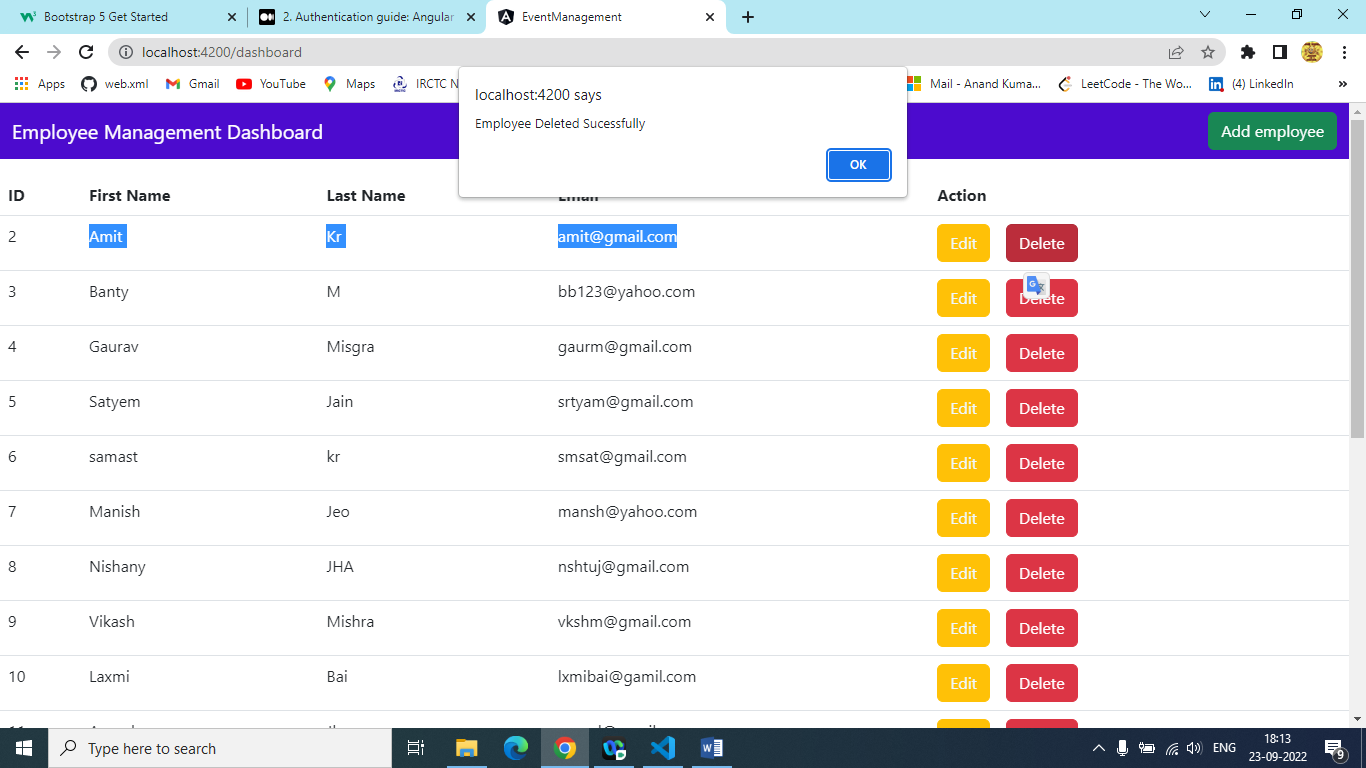 Bootstrap 5 Get Started
2. Authentication guide: Angular
EventManagement
localhost:4200/dashboard
Apps web.xml Gmail YouTube Maps IRCTC N Mail - Anand Kuma... LeetCode - The Wo... (4) LinkedIn
localhost:4200 says
Employee Deleted Sucessfully
OK
Employee Management Dashboard
Add employee
ID First Name Last Name Email Action
2 Amit Kr amit@gmail.com Edit Delete
3 Banty M bb123@yahoo.com Edit Delete
4 Gaurav Misgra gaurm@gmail.com Edit Delete
5 Satyem Jain srtyam@gmail.com Edit Delete
6 samast kr smsat@gmail.com Edit Delete
7 Manish Jeo mansh@yahoo.com Edit Delete
8 Nishany JHA nshtuj@gmail.com Edit Delete
9 Vikash Mishra vkshm@gmail.com Edit Delete
10 Laxmi Bai lxmibai@gamil.com Edit Delete
Type here to search
ENG
18:13
23-09-2022
9